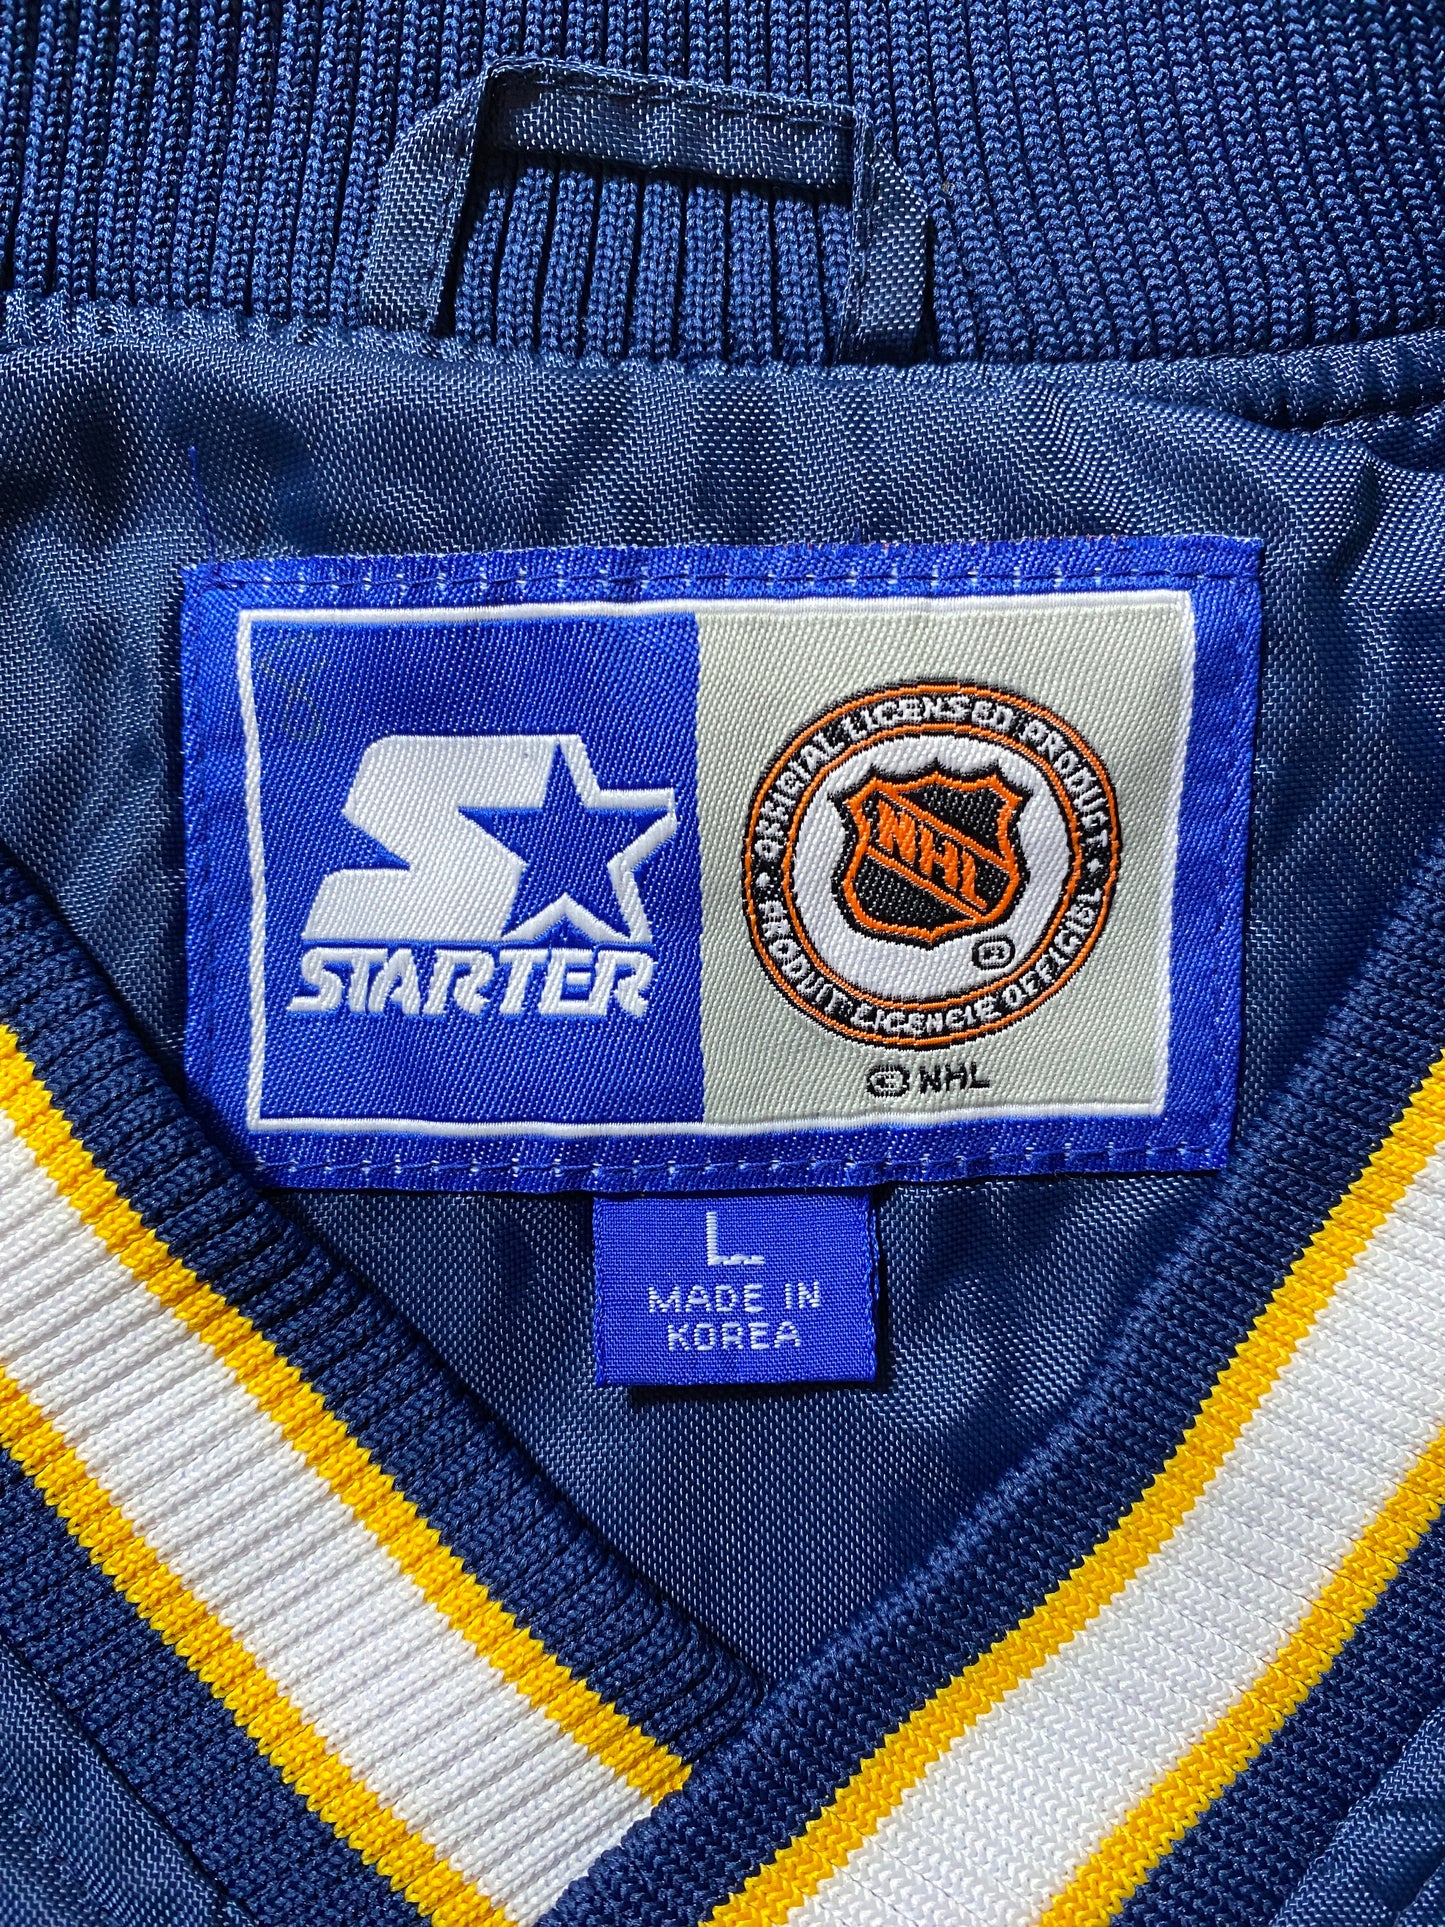 STARTER
OFFICIAL LICENSED PRODUCT
NHL
R
• PRODUIT LICENCIE OFFICIEL •
© NHL
L
MADE IN
KOREA